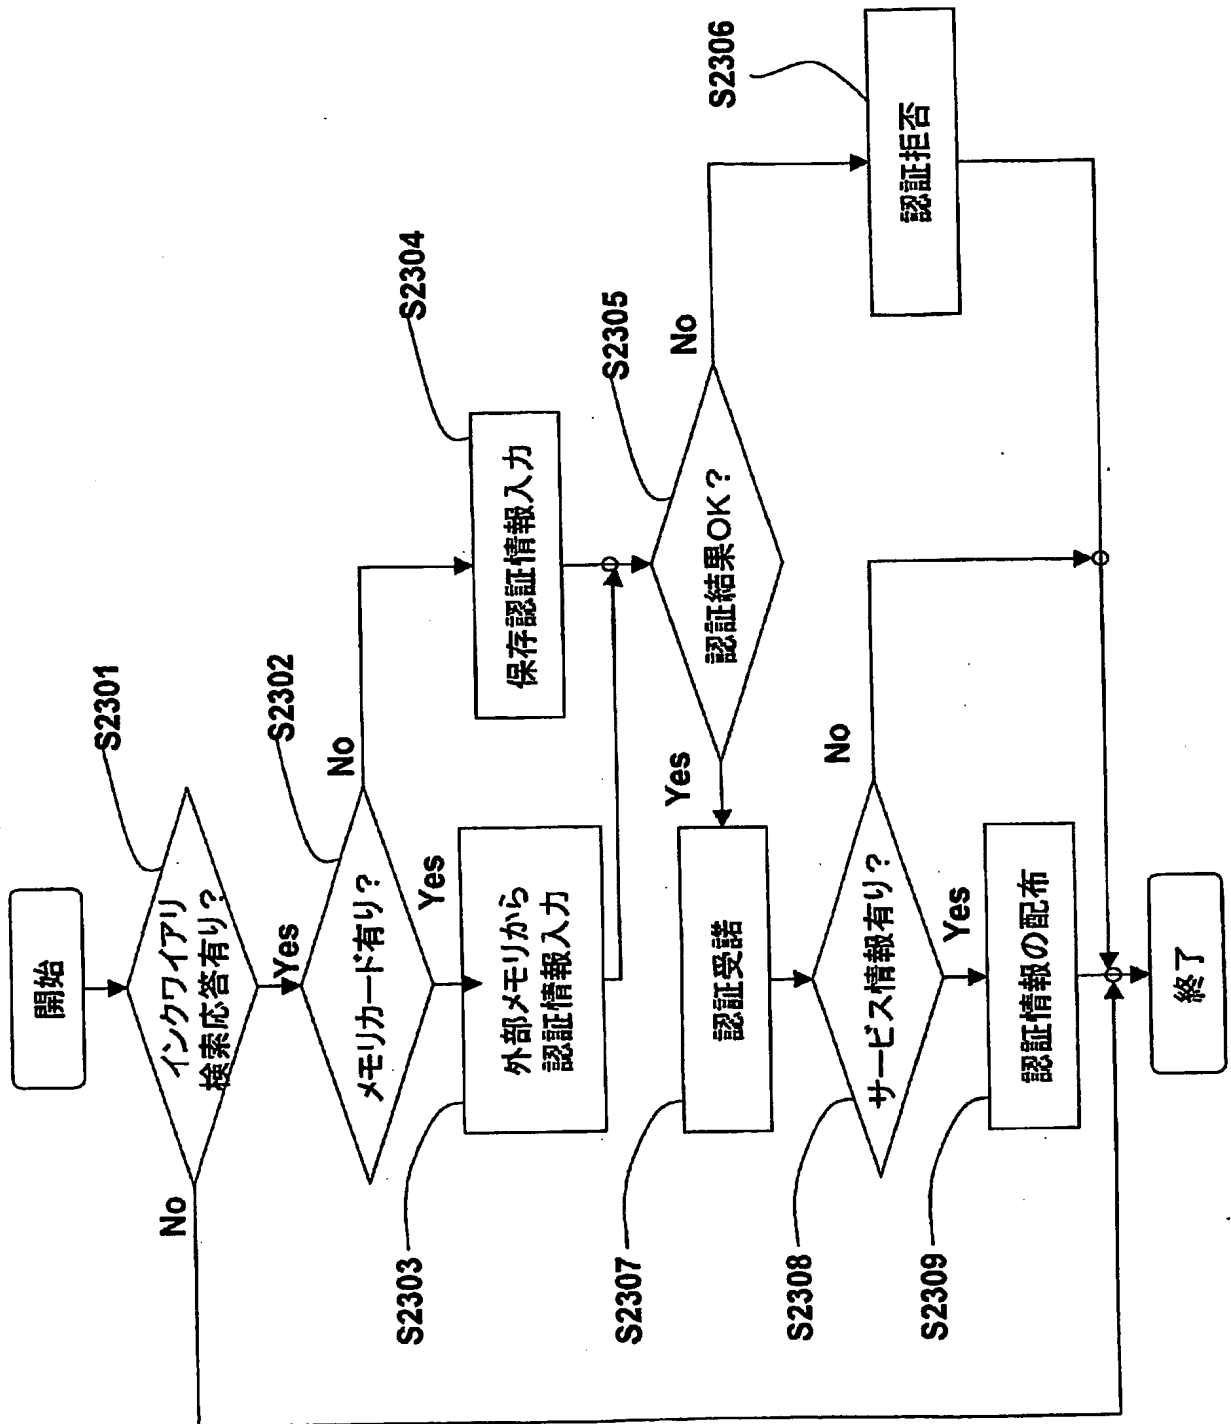 開始
S2301
インクワイアリ
検索応答有り？
No
Yes
S2302
メモリカード有り？
No
Yes
S2303
外部メモリから
認証情報入力
S2304
保存認証情報入力
S2305
認証結果OK？
No
Yes
S2306
認証拒否
S2307
認証受諾
S2308
サービス情報有り？
No
Yes
S2309
認証情報の配布
終了